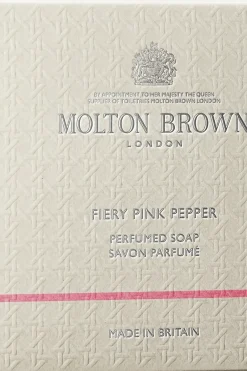 BY APPOINTMENT TO HER MAJESTY THE QUEEN
SUPPLIER OF TOILETRIES MOLTON BROWN LONDON
MOLTON BROWN
LONDON
FIERY PINK PEPPER
PERFUMED SOAP
SAVON PARFUMÉ
MADE IN BRITAIN